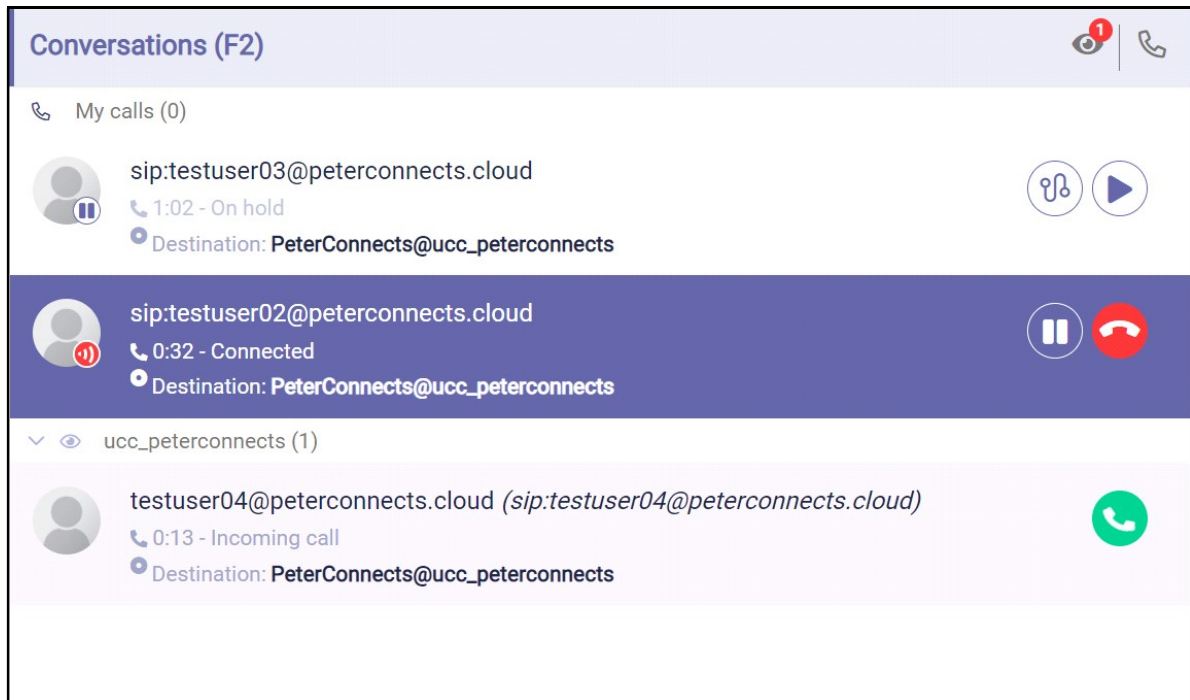 Conversations (F2)
1
My calls (0)
sip:testuser03@peterconnects.cloud
1:02 - On hold
Destination: PeterConnects@ucc_peterconnects
sip:testuser02@peterconnects.cloud
0:32 - Connected
Destination: PeterConnects@ucc_peterconnects
ucc_peterconnects (1)
testuser04@peterconnects.cloud (sip:testuser04@peterconnects.cloud)
0:13 - Incoming call
Destination: PeterConnects@ucc_peterconnects